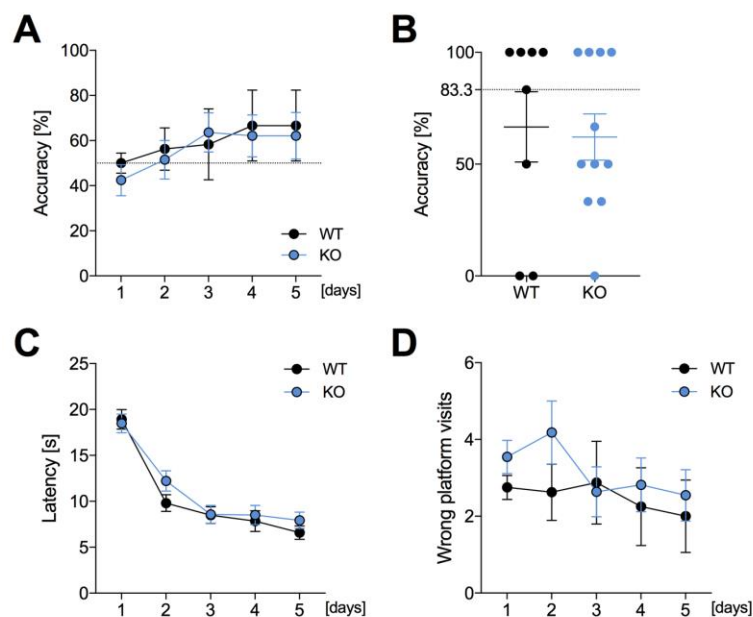 A
Accuracy [%]
100
80
60
40
20
0
WT
KO
1 2 3 4 5 [days]
B
Accuracy [%]
100
83.3
50
0
WT KO
C
Latency [s]
25
20
15
10
5
0
WT
KO
1 2 3 4 5 [days]
D
Wrong platform visits
6
4
2
0
WT
KO
1 2 3 4 5 [days]